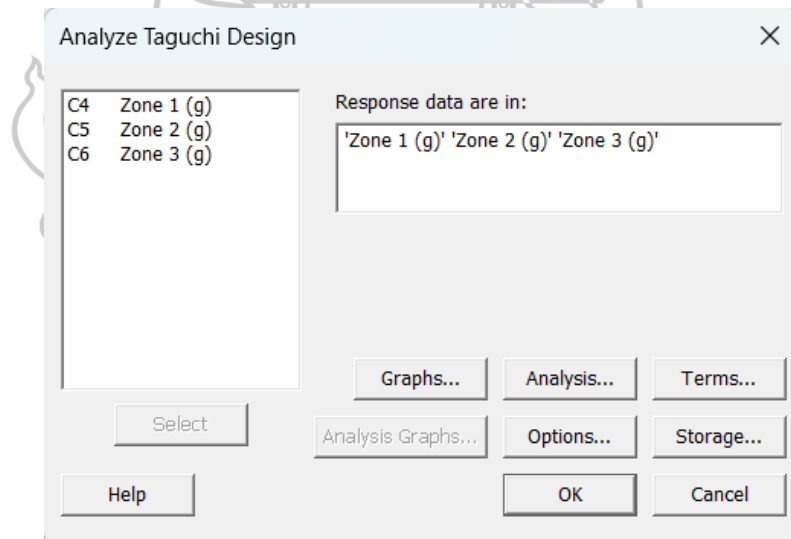 Analyze Taguchi Design
C4 Zone 1 (g)
C5 Zone 2 (g)
C6 Zone 3 (g)
Response data are in:
'Zone 1 (g)' 'Zone 2 (g)' 'Zone 3 (g)'
Graphs...
Analysis...
Terms...
Select
Analysis Graphs...
Options...
Storage...
Help
OK
Cancel